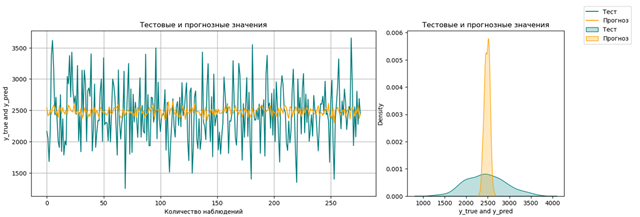 Тестовые и прогнозные значения
y_true and y_pred
3500
3000
2500
2000
1500
0
50
100
150
200
250
Количество наблюдений
Тестовые и прогнозные значения
Density
0.006
0.005
0.004
0.003
0.002
0.001
0.000
1000 1500 2000 2500 3000 3500 4000
y_true and y_pred
Тест
Прогноз
Тест
Прогноз